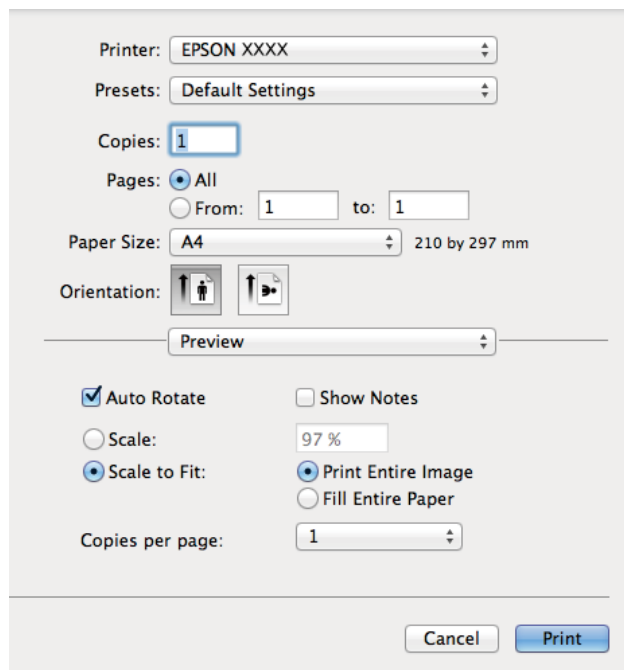 Printer: EPSON XXXX
Presets: Default Settings
Copies: 1
Pages: All
From: 1 to: 1
Paper Size: A4 210 by 297 mm
Orientation:
Preview
Auto Rotate Show Notes
Scale: 97 %
Scale to Fit: Print Entire Image
Fill Entire Paper
Copies per page: 1
Cancel Print